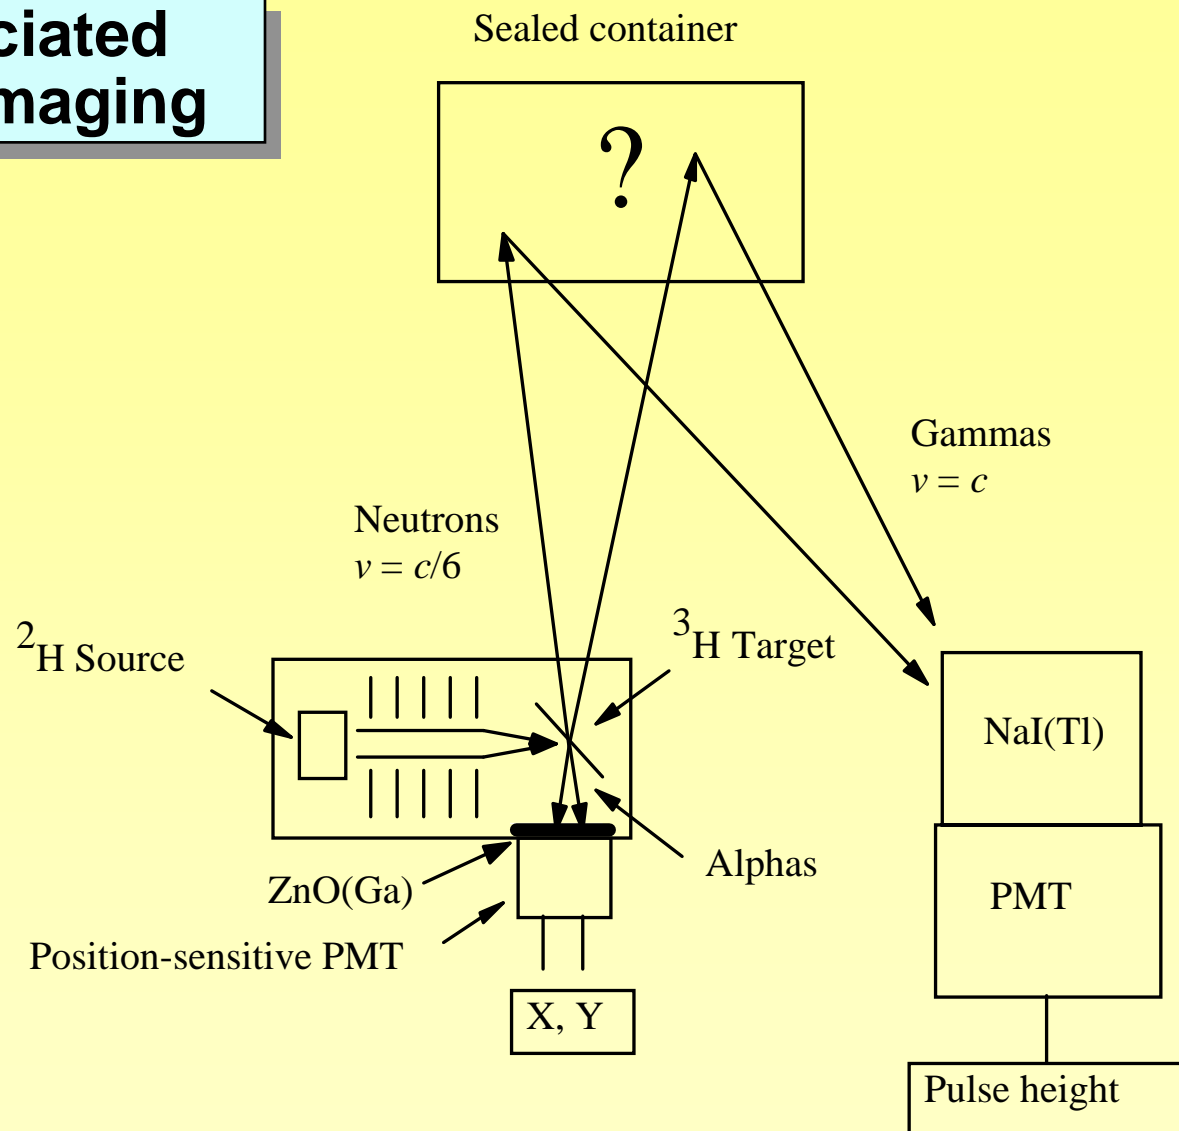 ciated
maging
Sealed container
?
Gammas
v = c
Neutrons
v = c/6
²H Source
³H Target
NaI(Tl)
Alphas
ZnO(Ga)
PMT
Position-sensitive PMT
X, Y
Pulse height